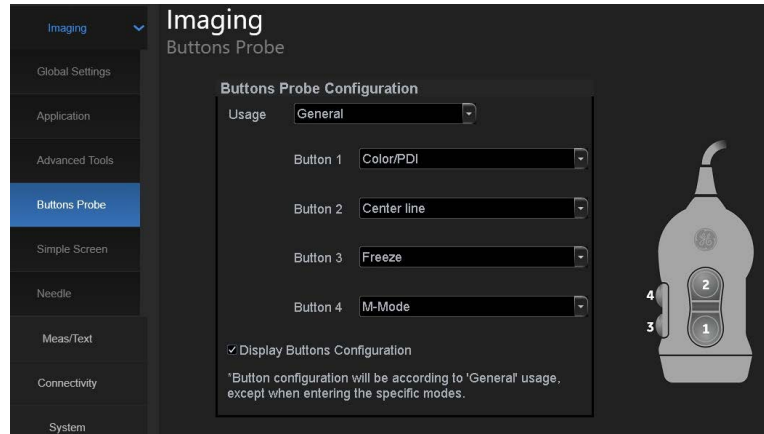 Imaging
Global Settings
Application
Advanced Tools
Buttons Probe
Simple Screen
Needle
Meas/Text
Connectivity
System
Imaging
Buttons Probe
Buttons Probe Configuration
Usage General
Button 1 Color/PDI
Button 2 Center line
Button 3 Freeze
Button 4 M-Mode
Display Buttons Configuration
*Button configuration will be according to 'General' usage,
except when entering the specific modes.
GE
2
4
3 1